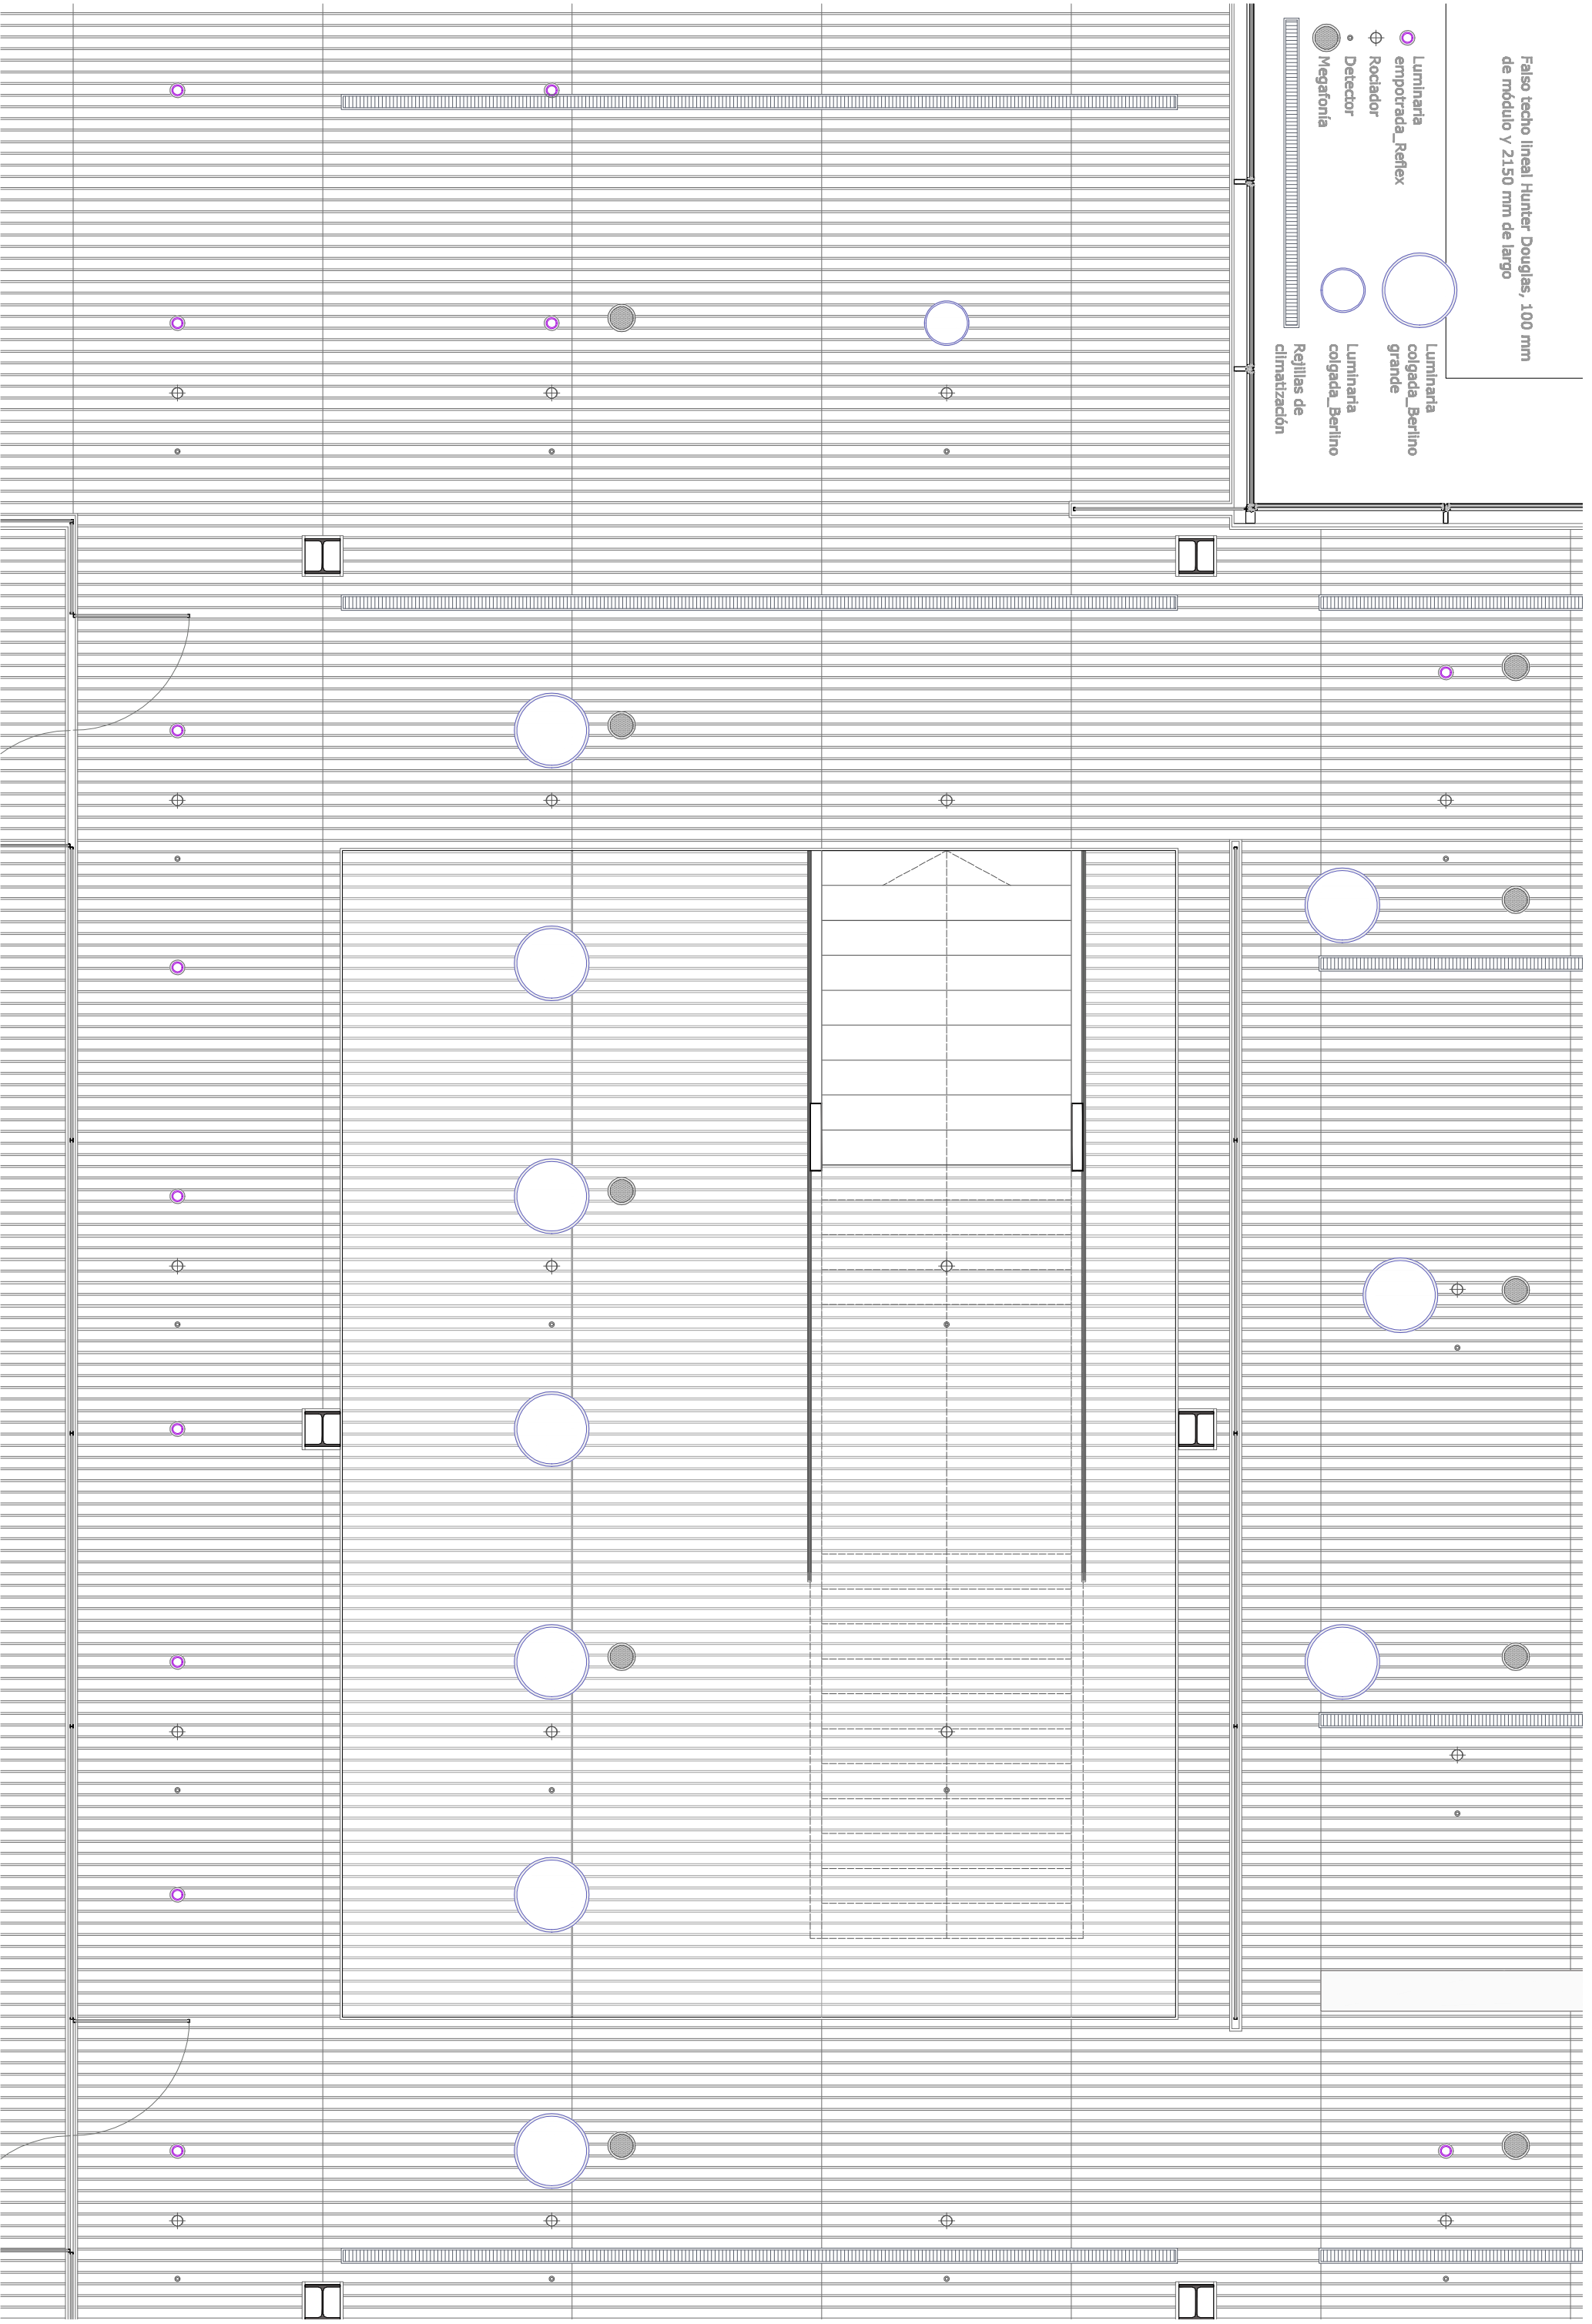 Falso techo lineal Hunter Douglas, 100 mm
de módulo y 2150 mm de largo
Luminaria
empotrada_Reflex
Rociador
Detector
Megafonía
Luminaria
colgada_Berlino
grande
Luminaria
colgada_Berlino
Rejillas de
climatización